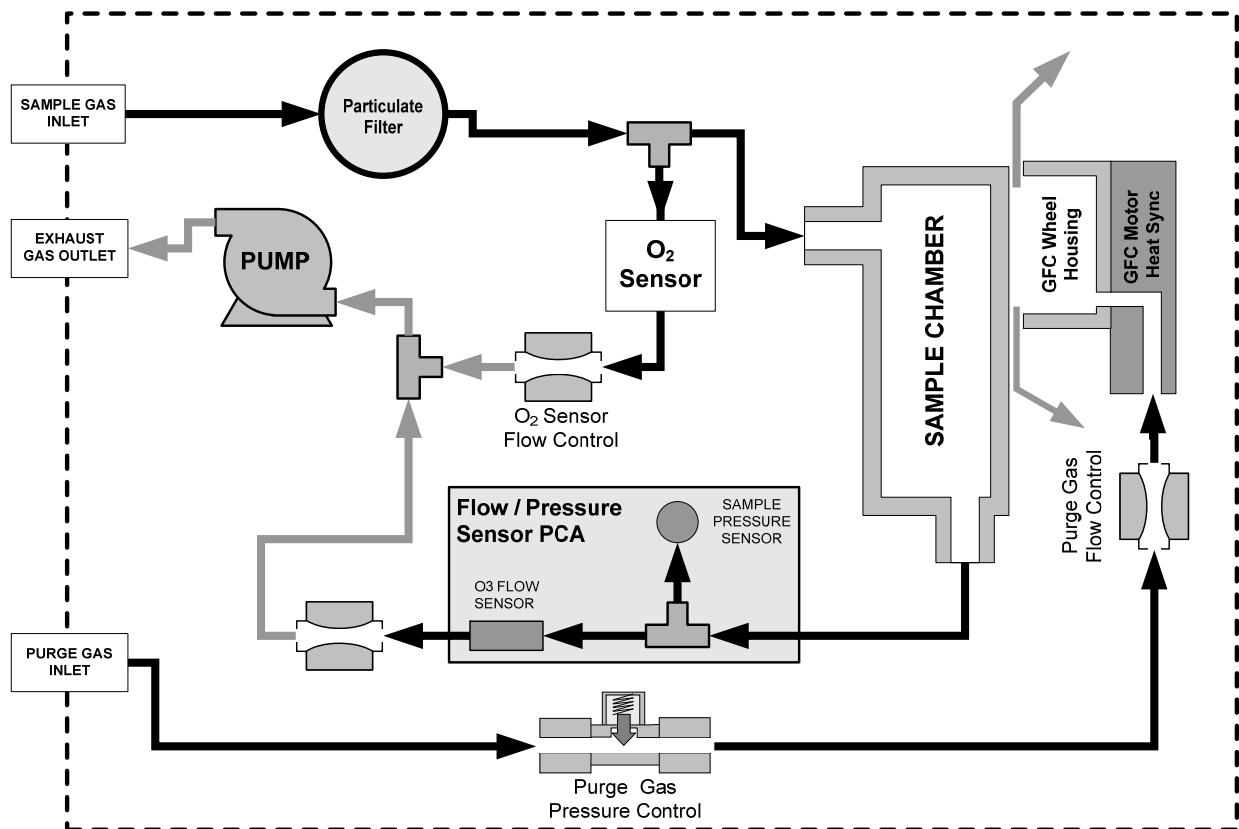 SAMPLE GAS
INLET
Particulate
Filter
EXHAUST
GAS OUTLET
PUMP
O₂
Sensor
SAMPLE CHAMBER
GFC Wheel
Housing
GFC Motor
Heat Sync
O₂ Sensor
Flow Control
Purge Gas
Flow Control
Flow / Pressure
Sensor PCA
SAMPLE
PRESSURE
SENSOR
O3 FLOW
SENSOR
PURGE GAS
INLET
Purge Gas
Pressure Control